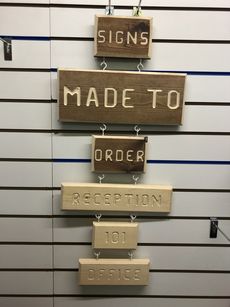 SIGNS
MADE TO
ORDER
RECEPTION
101
OFFICE